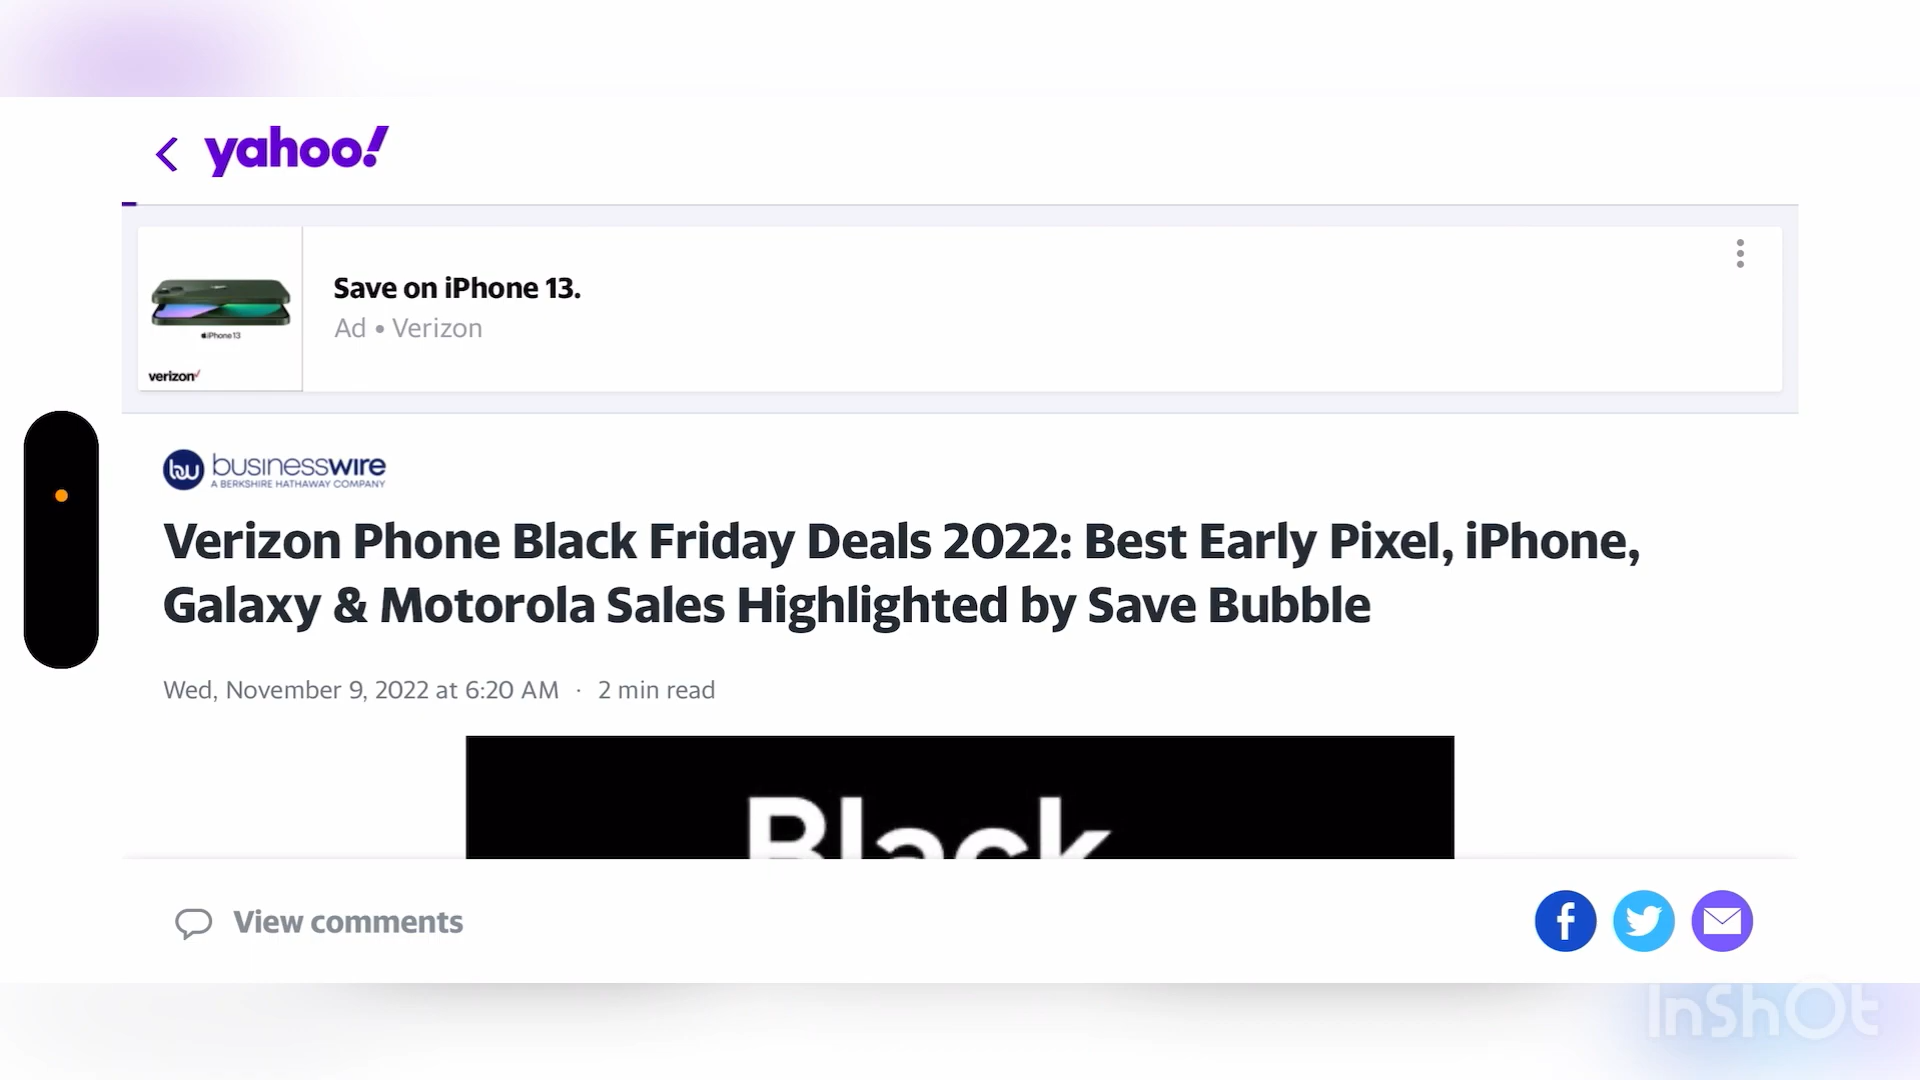 yahoo!
Save on iPhone 13.
Ad • Verizon
iPhone 13
verizon
bw businesswire
A BERKSHIRE HATHAWAY COMPANY
Verizon Phone Black Friday Deals 2022: Best Early Pixel, iPhone,
Galaxy & Motorola Sales Highlighted by Save Bubble
Wed, November 9, 2022 at 6:20 AM · 2 min read
Black
View comments
InShOt